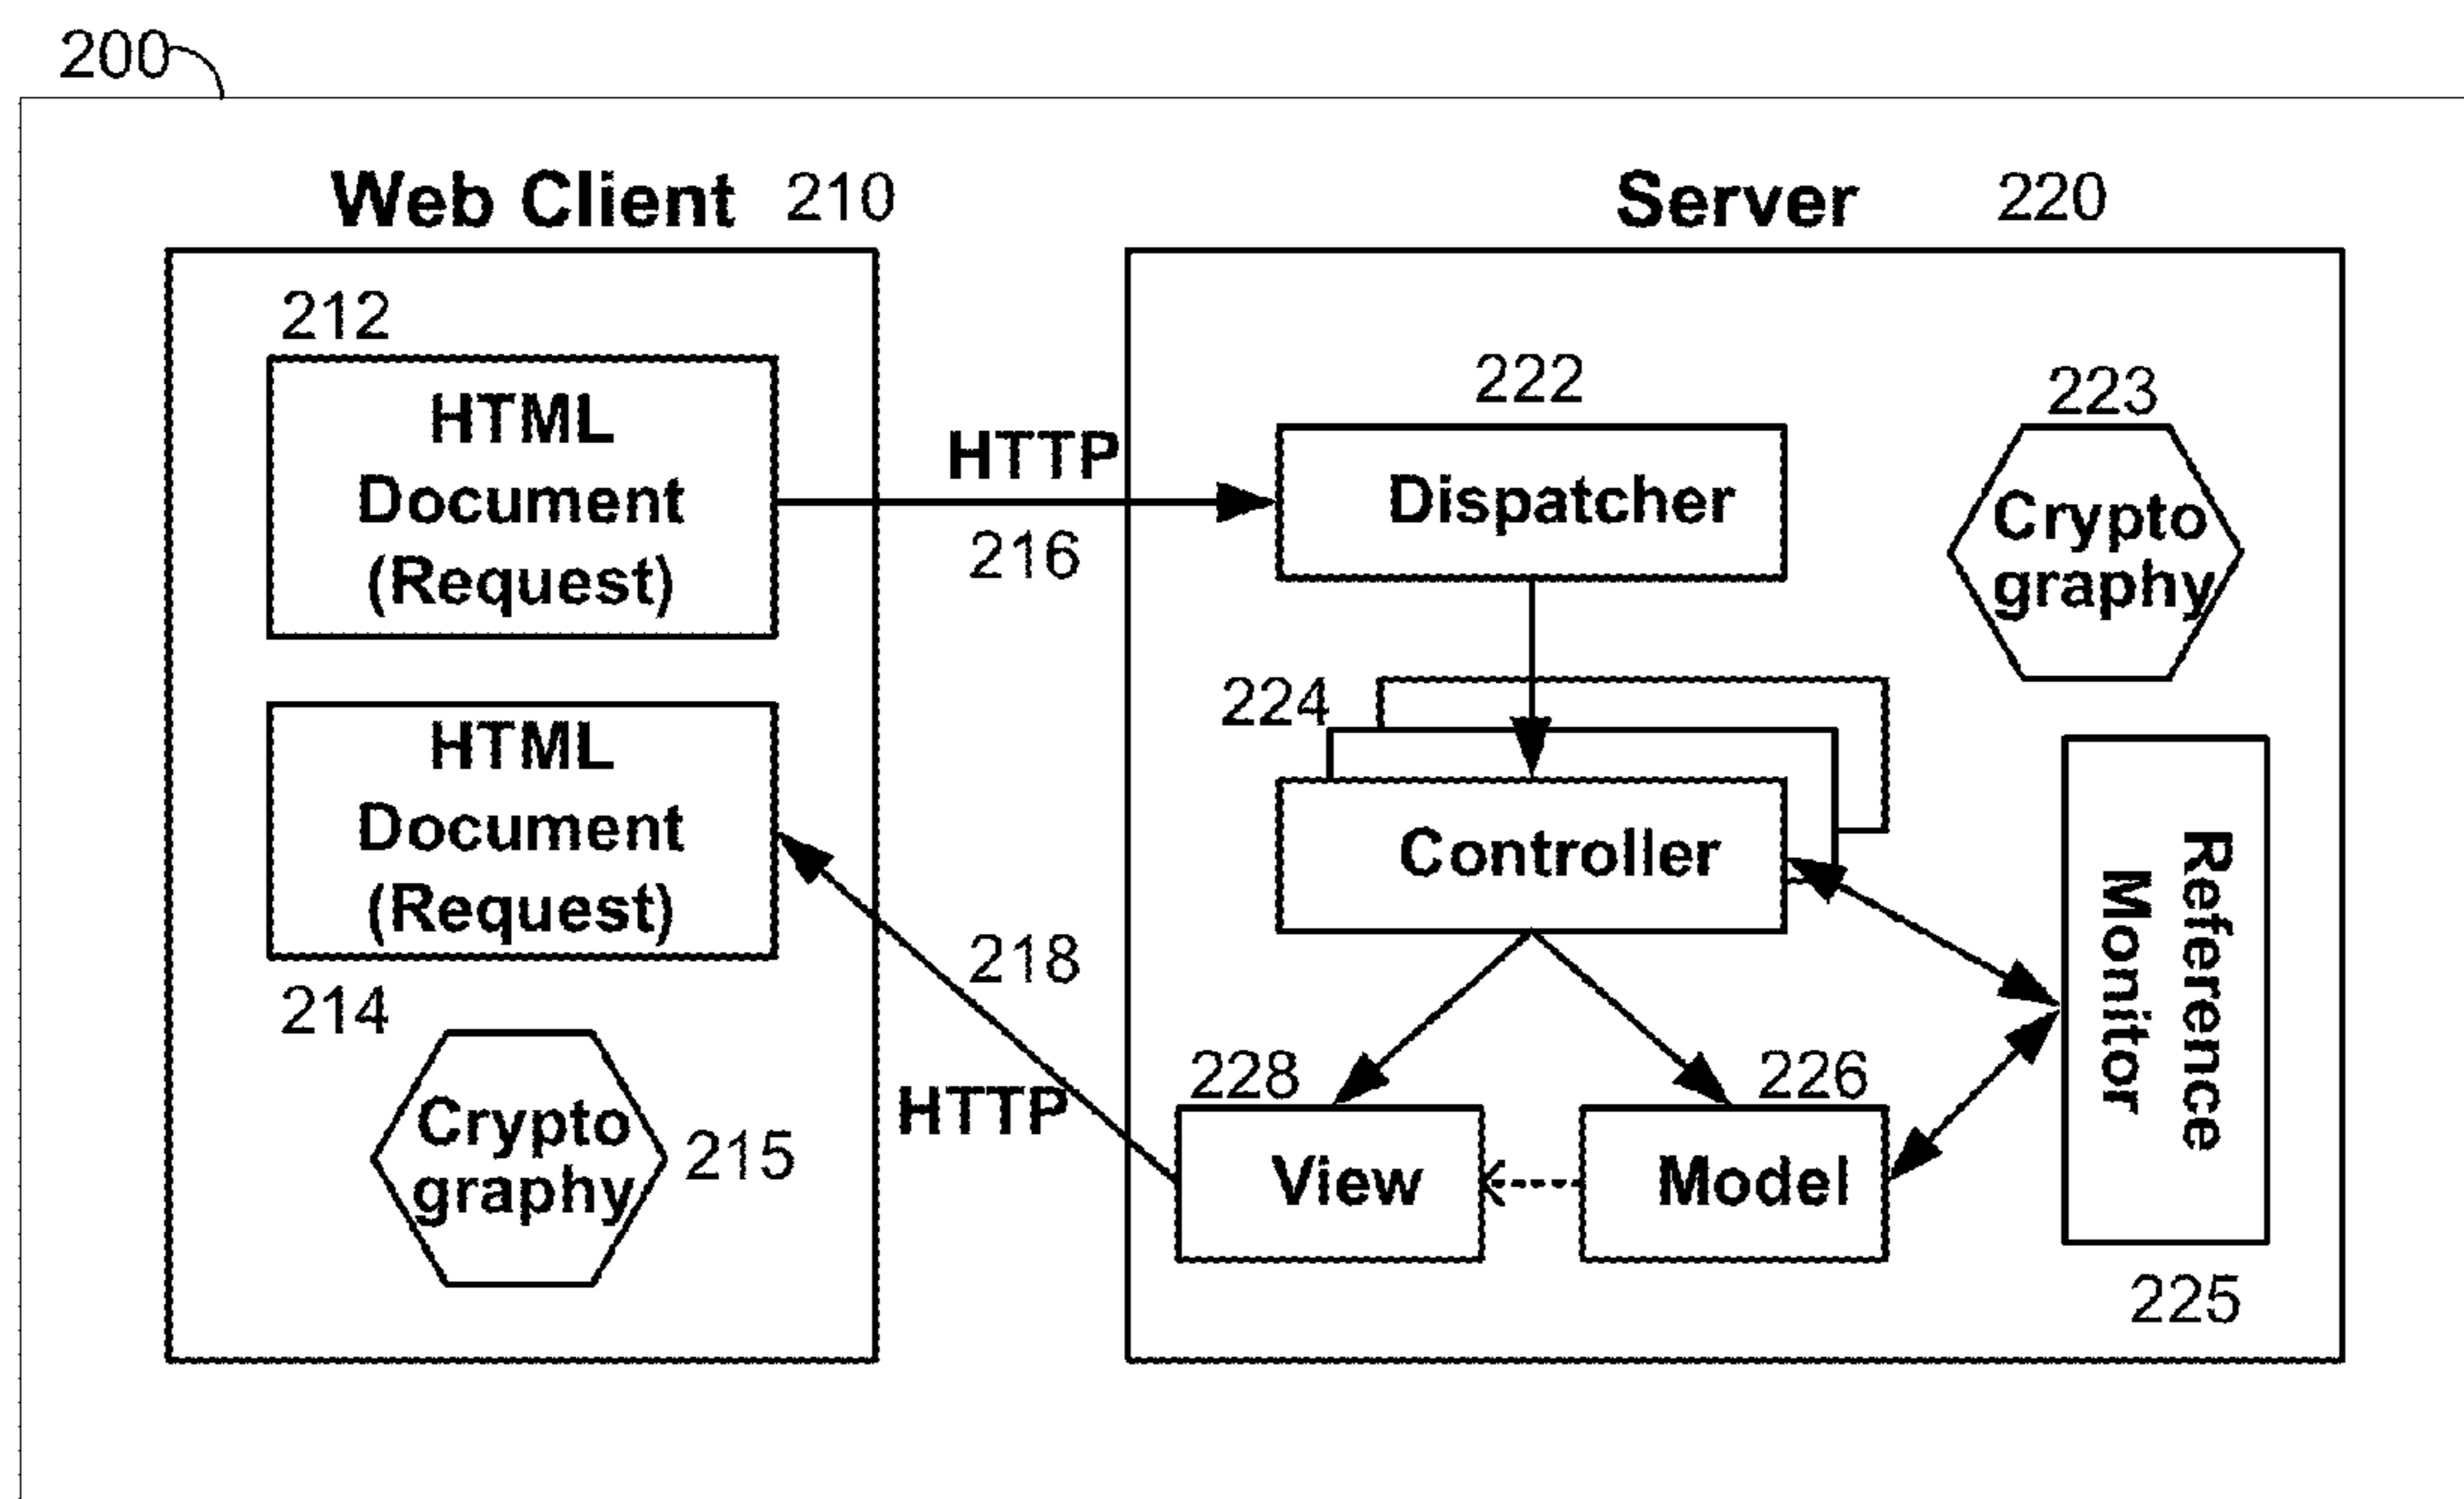 200
Web Client 210
Server 220
212
HTML
Document
(Request)
HTTP
216
222
Dispatcher
223
Crypto
graphy
HTML
Document
(Request)
214
218
HTTP
224
Controller
Reference
Monitor
225
Crypto
graphy
215
228
View
226
Model